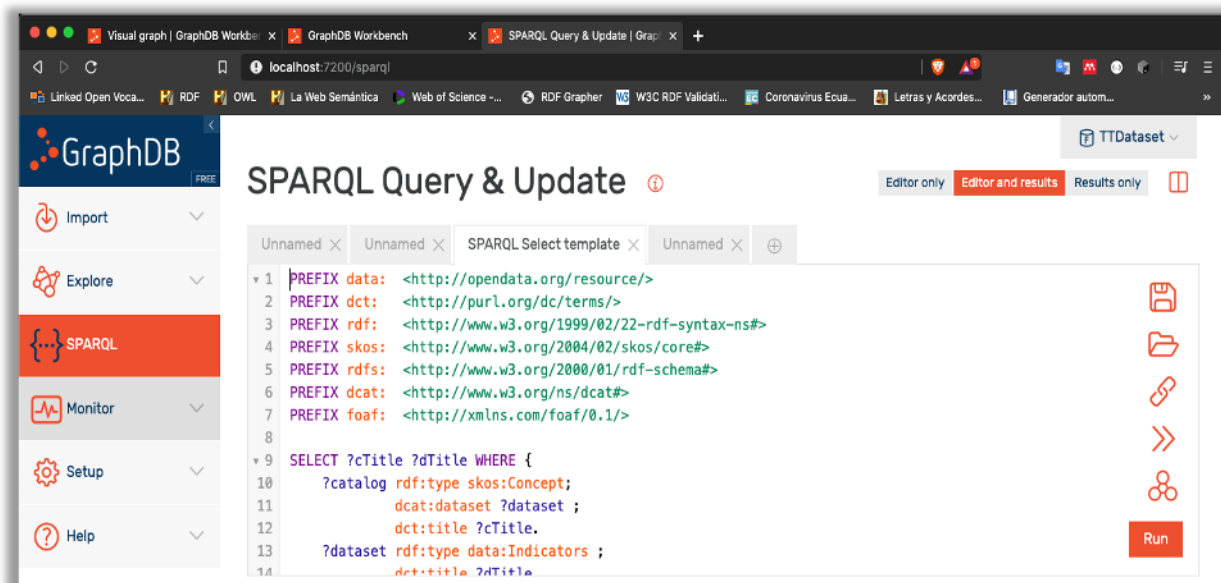 Visual graph | GraphDB Workbe
GraphDB Workbench
SPARQL Query & Update | Grap
localhost:7200/sparql
Linked Open Voca... RDF OWL La Web Semántica Web of Science -... RDF Grapher W3C RDF Validati... Coronavirus Ecua... Letras y Acordes... Generador autom... »
GraphDB
FREE
TTDataset
SPARQL Query & Update
Editor only Editor and results Results only
Import
Explore
SPARQL
Monitor
Setup
Help
Unnamed Unnamed SPARQL Select template Unnamed
1 PREFIX data: <http://opendata.org/resource/>
2 PREFIX dct: <http://purl.org/dc/terms/>
3 PREFIX rdf: <http://www.w3.org/1999/02/22-rdf-syntax-ns#>
4 PREFIX skos: <http://www.w3.org/2004/02/skos/core#>
5 PREFIX rdfs: <http://www.w3.org/2000/01/rdf-schema#>
6 PREFIX dcat: <http://www.w3.org/ns/dcat#>
7 PREFIX foaf: <http://xmlns.com/foaf/0.1/>
8
9 SELECT ?cTitle ?dTitle WHERE {
10 ?catalog rdf:type skos:Concept;
11 dcat:dataset ?dataset ;
12 dct:title ?cTitle.
13 ?dataset rdf:type data:Indicators ;
14 dct:title ?dTitle
Run